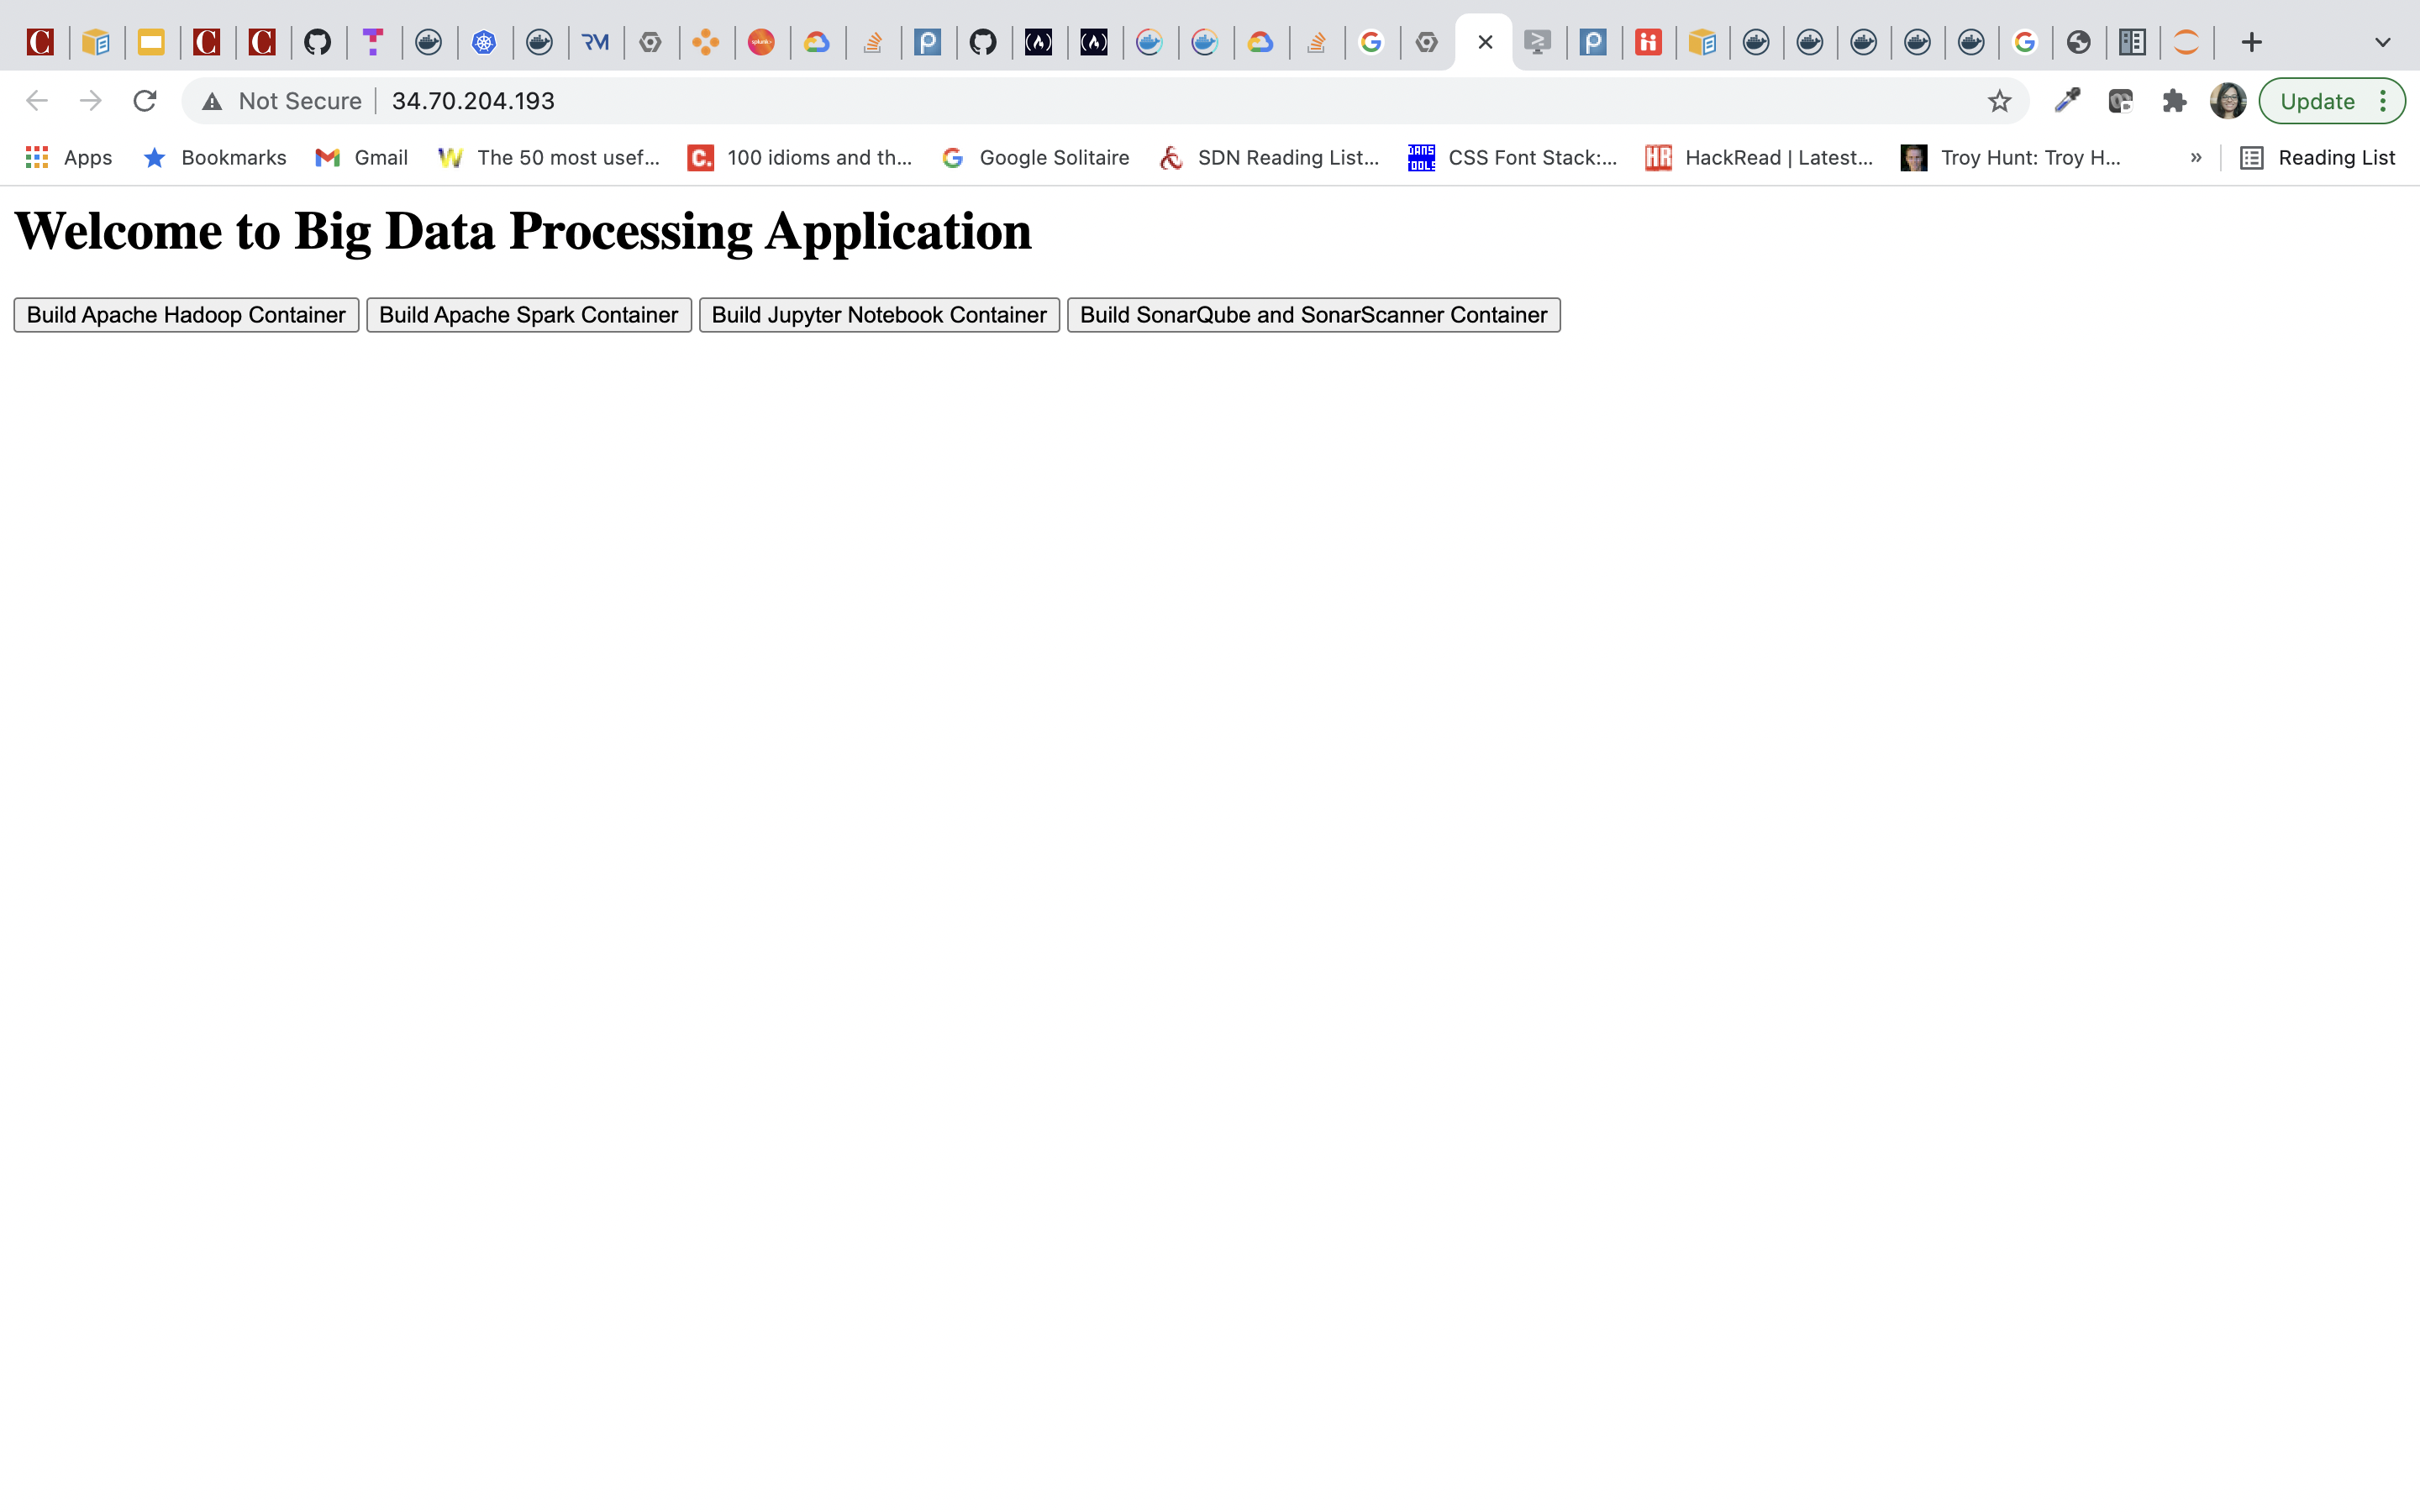 Not Secure 34.70.204.193
Update
Apps Bookmarks Gmail The 50 most usef... 100 idioms and th... Google Solitaire SDN Reading List... CSS Font Stack:... HackRead | Latest... Troy Hunt: Troy H... » Reading List
Welcome to Big Data Processing Application
Build Apache Hadoop Container Build Apache Spark Container Build Jupyter Notebook Container Build SonarQube and SonarScanner Container